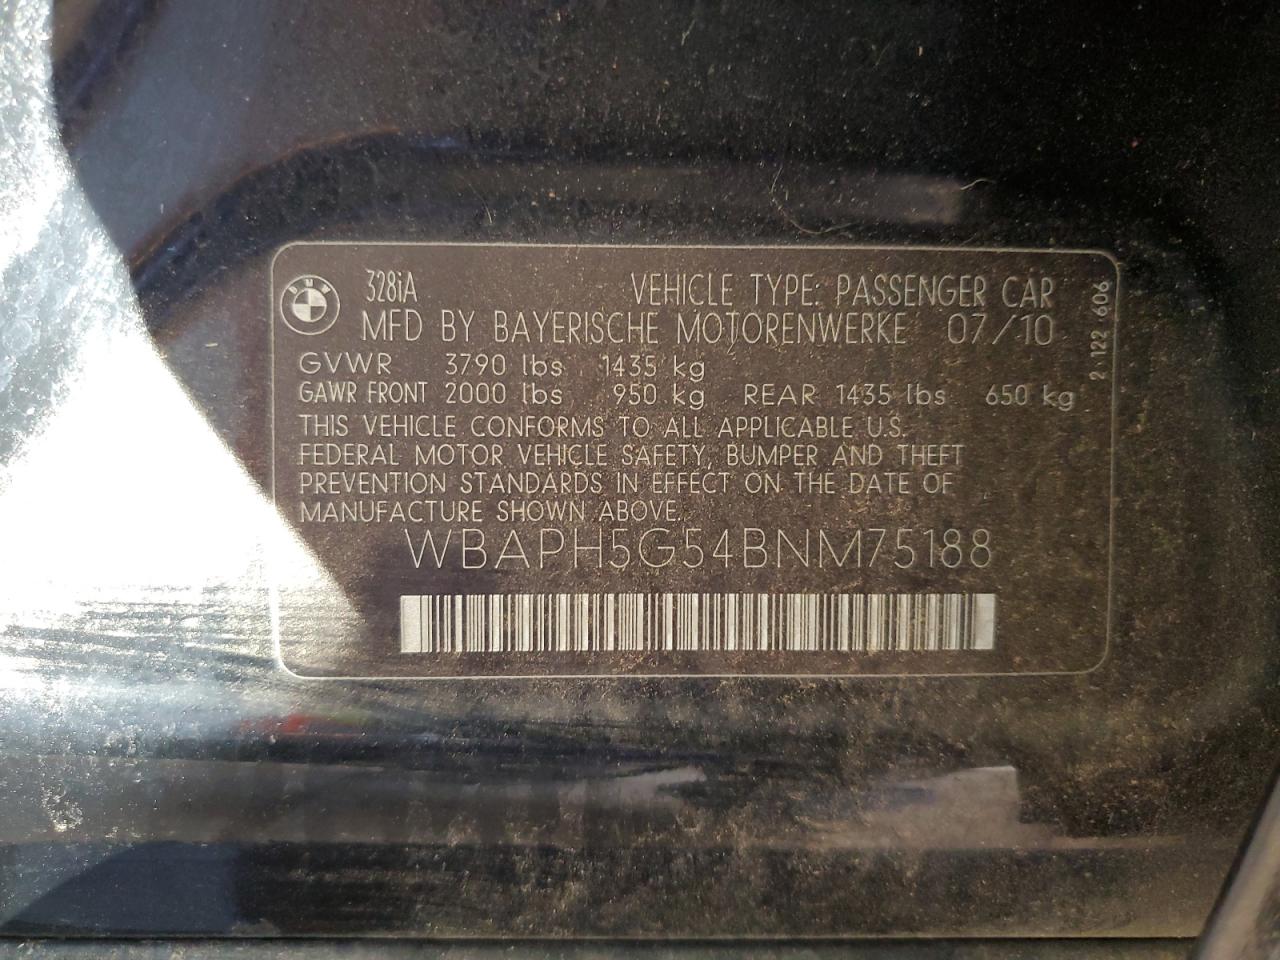 BMW
328iA VEHICLE TYPE: PASSENGER CAR
MFD BY BAYERISCHE MOTORENWERKE 07/10
GVWR 3790 lbs 1435 kg
GAWR FRONT 2000 lbs 950 kg REAR 1435 lbs 650 kg
THIS VEHICLE CONFORMS TO ALL APPLICABLE U.S.
FEDERAL MOTOR VEHICLE SAFETY, BUMPER AND THEFT
PREVENTION STANDARDS IN EFFECT ON THE DATE OF
MANUFACTURE SHOWN ABOVE.
WBAPH5G54BNM75188
2 122 606